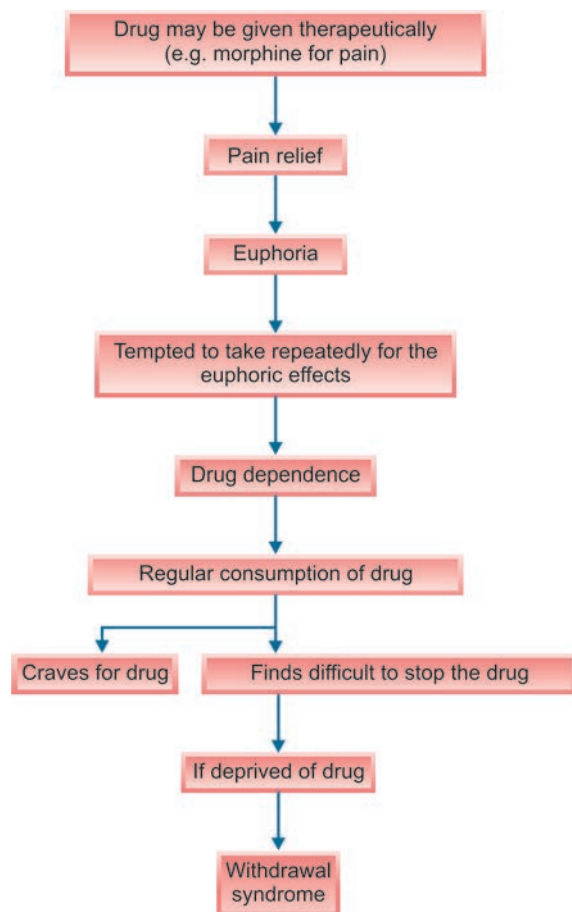 Drug may be given therapeutically
(e.g. morphine for pain)
Pain relief
Euphoria
Tempted to take repeatedly for the
euphoric effects
Drug dependence
Regular consumption of drug
Craves for drug
Finds difficult to stop the drug
If deprived of drug
Withdrawal
syndrome